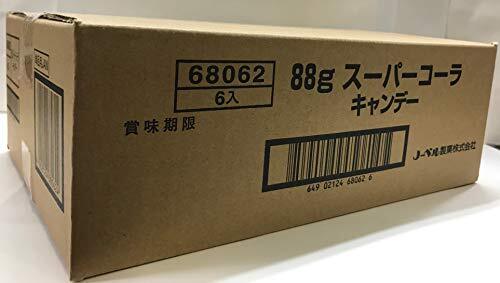 68062
6入
賞味期限
88g スーパーコーラ
キャンデー
649 02124 68062 6
ノーベル製菓株式会社